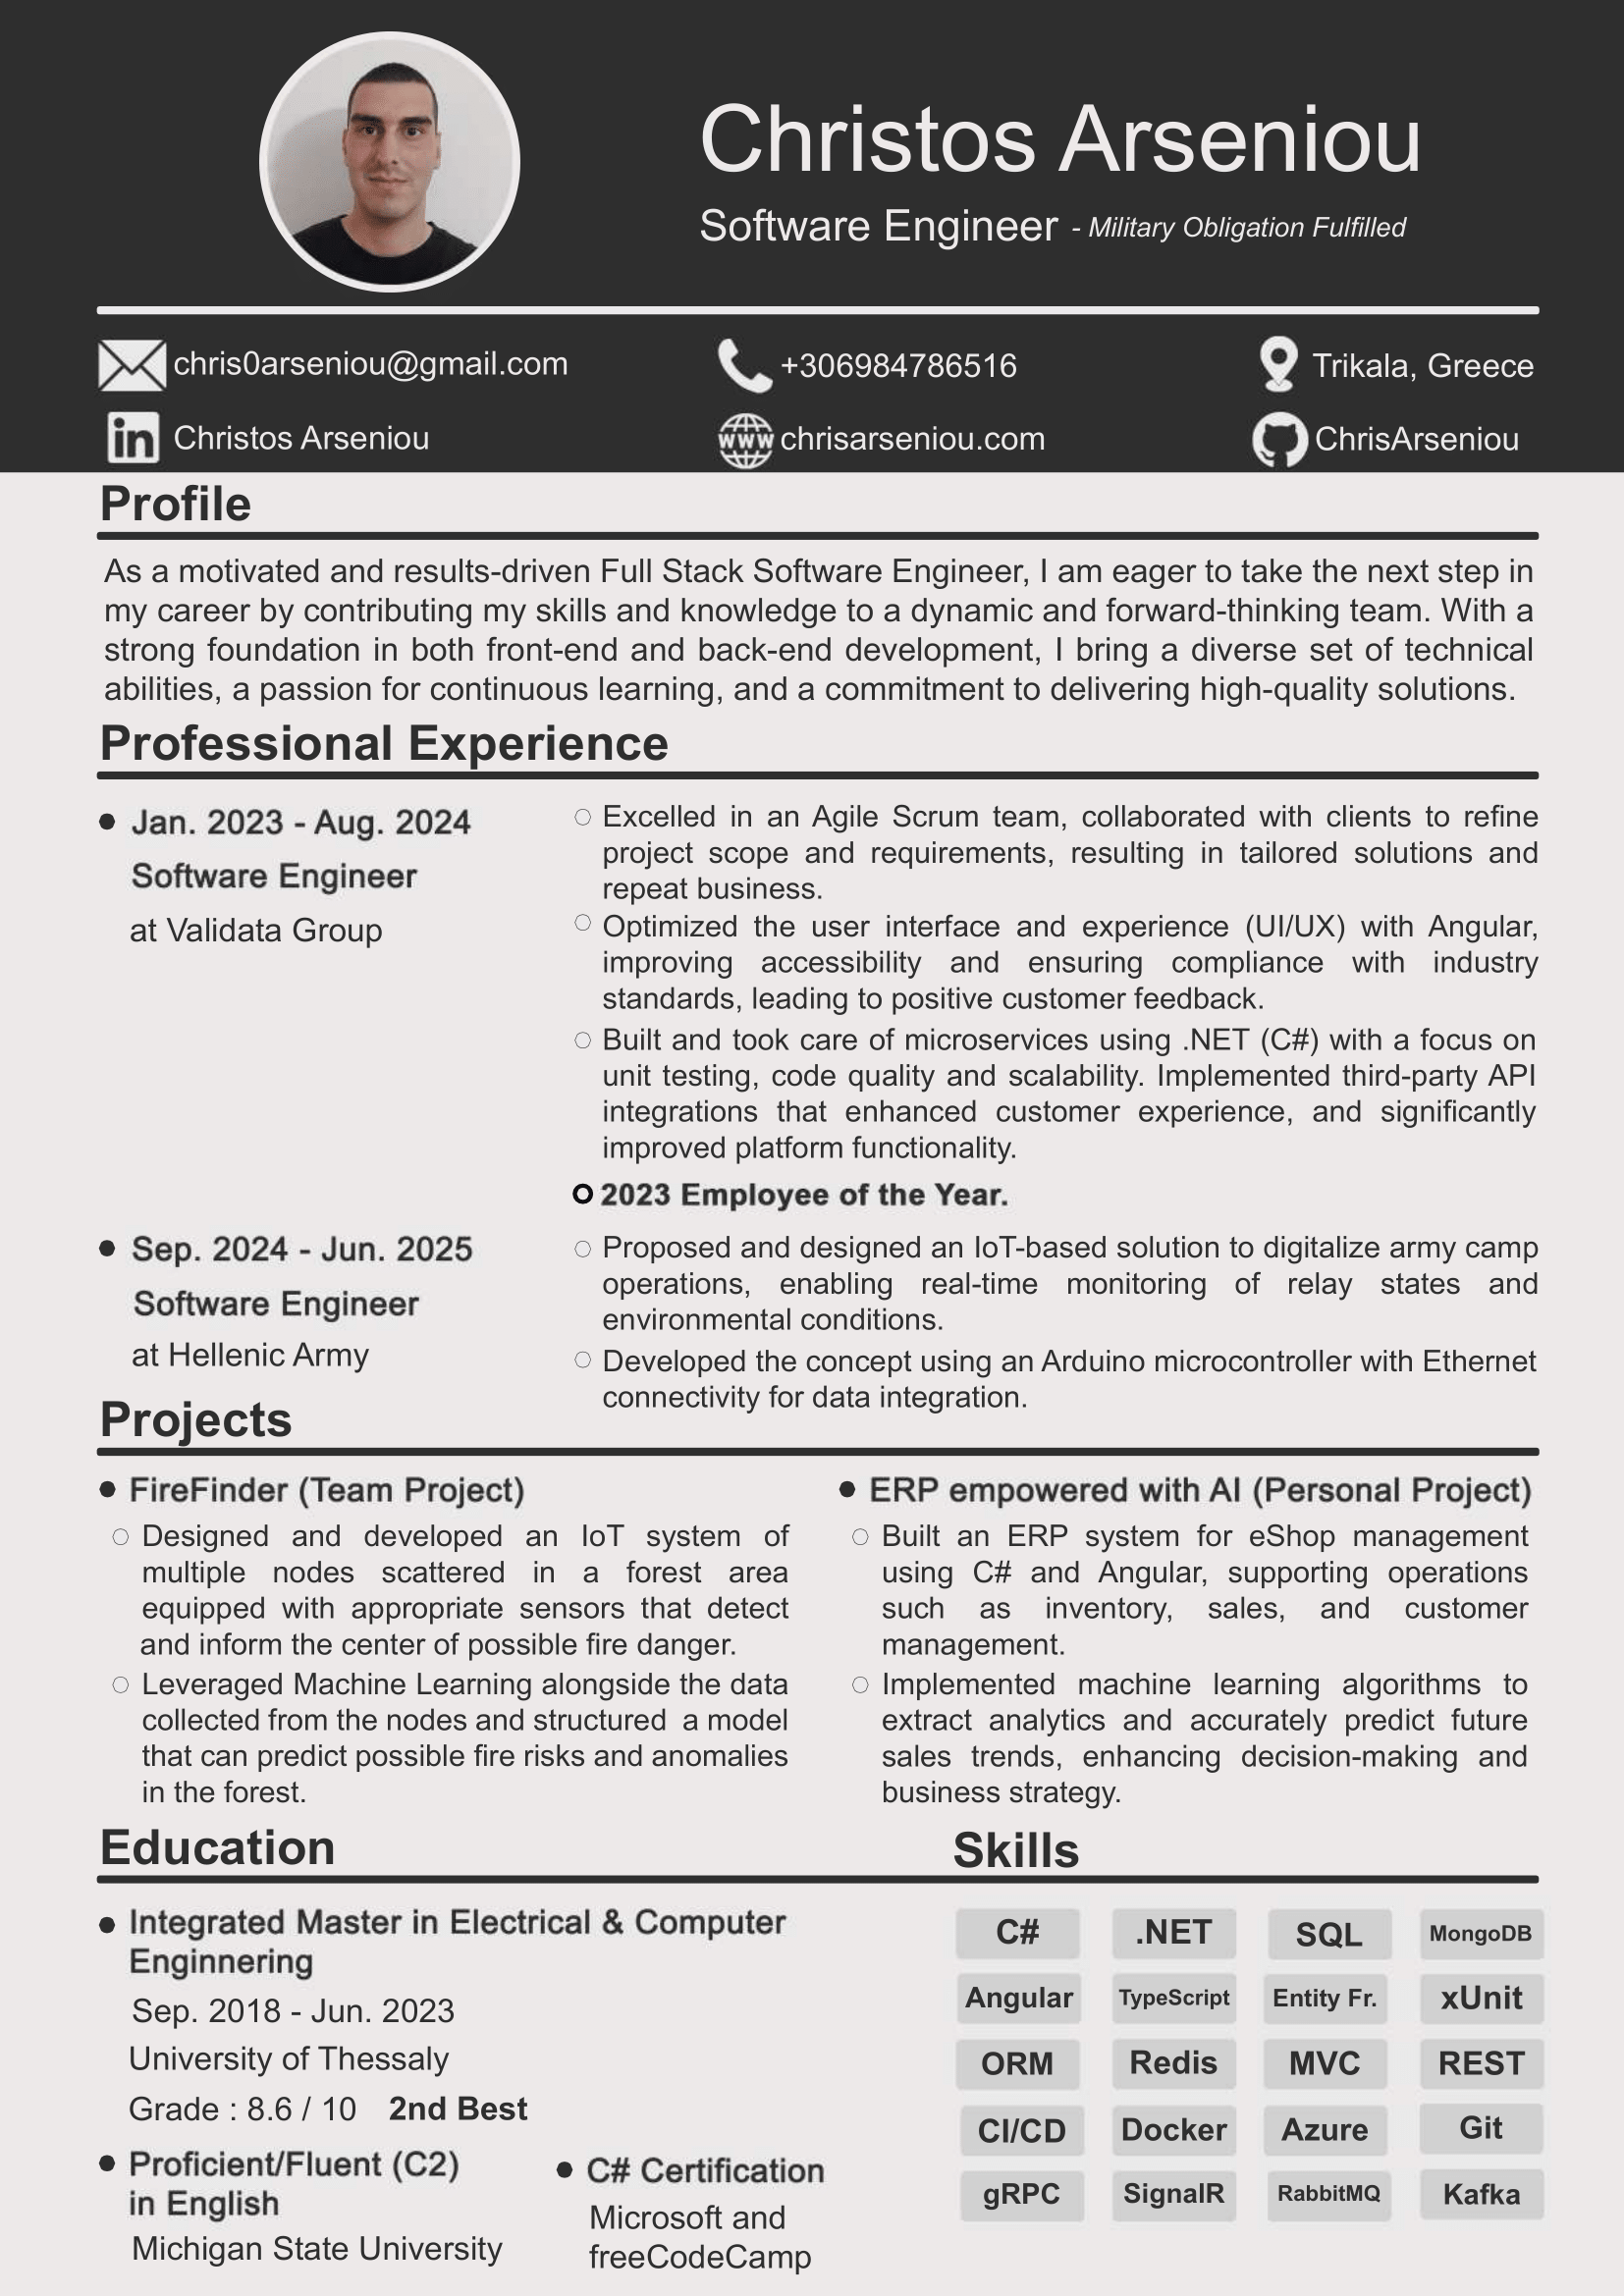 Christos Arseniou
Software Engineer - Military Obligation Fulfilled
chris0arseniou@gmail.com
+306984786516
Trikala, Greece
in Christos Arseniou
www chrisarseniou.com
ChrisArseniou
Profile
As a motivated and results-driven Full Stack Software Engineer, I am eager to take the next step in
my career by contributing my skills and knowledge to a dynamic and forward-thinking team. With a
strong foundation in both front-end and back-end development, I bring a diverse set of technical
abilities, a passion for continuous learning, and a commitment to delivering high-quality solutions.
Professional Experience
Jan. 2023 - Aug. 2024
Software Engineer
at Validata Group
Excelled in an Agile Scrum team, collaborated with clients to refine
project scope and requirements, resulting in tailored solutions and
repeat business.
Optimized the user interface and experience (UI/UX) with Angular,
improving accessibility and ensuring compliance with industry
standards, leading to positive customer feedback.
Built and took care of microservices using .NET (C#) with a focus on
unit testing, code quality and scalability. Implemented third-party API
integrations that enhanced customer experience, and significantly
improved platform functionality.
2023 Employee of the Year.
Sep. 2024 - Jun. 2025
Software Engineer
at Hellenic Army
Proposed and designed an IoT-based solution to digitalize army camp
operations, enabling real-time monitoring of relay states and
environmental conditions.
Developed the concept using an Arduino microcontroller with Ethernet
connectivity for data integration.
Projects
FireFinder (Team Project)
Designed and developed an IoT system of
multiple nodes scattered in a forest area
equipped with appropriate sensors that detect
and inform the center of possible fire danger.
Leveraged Machine Learning alongside the data
collected from the nodes and structured a model
that can predict possible fire risks and anomalies
in the forest.
ERP empowered with AI (Personal Project)
Built an ERP system for eShop management
using C# and Angular, supporting operations
such as inventory, sales, and customer
management.
Implemented machine learning algorithms to
extract analytics and accurately predict future
sales trends, enhancing decision-making and
business strategy.
Education
Integrated Master in Electrical & Computer
Enginnering
Sep. 2018 - Jun. 2023
University of Thessaly
Grade : 8.6 / 10 2nd Best
Proficient/Fluent (C2)
in English
Michigan State University
C# Certification
Microsoft and
freeCodeCamp
Skills
C# .NET SQL MongoDB
Angular TypeScript Entity Fr. xUnit
ORM Redis MVC REST
CI/CD Docker Azure Git
gRPC SignalR RabbitMQ Kafka